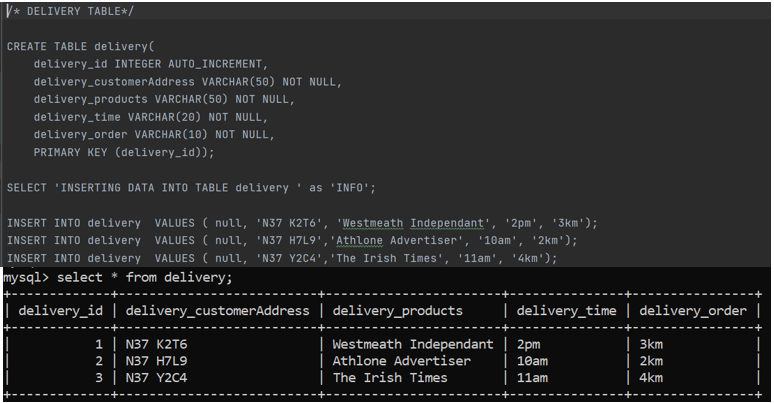 /* DELIVERY TABLE*/
CREATE TABLE delivery(
    delivery_id INTEGER AUTO_INCREMENT,
    delivery_customerAddress VARCHAR(50) NOT NULL,
    delivery_products VARCHAR(50) NOT NULL,
    delivery_time VARCHAR(20) NOT NULL,
    delivery_order VARCHAR(10) NOT NULL,
    PRIMARY KEY (delivery_id));
SELECT 'INSERTING DATA INTO TABLE delivery ' as 'INFO';
INSERT INTO delivery  VALUES ( null, 'N37 K2T6', 'Westmeath Independant', '2pm', '3km');
INSERT INTO delivery  VALUES ( null, 'N37 H7L9','Athlone Advertiser', '10am', '2km');
INSERT INTO delivery  VALUES ( null, 'N37 Y2C4','The Irish Times', '11am', '4km');
mysql> select * from delivery;
+-------------+--------------------------+-----------------------+---------------+----------------+
| delivery_id | delivery_customerAddress | delivery_products     | delivery_time | delivery_order |
+-------------+--------------------------+-----------------------+---------------+----------------+
|           1 | N37 K2T6                 | Westmeath Independant | 2pm           | 3km            |
|           2 | N37 H7L9                 | Athlone Advertiser    | 10am          | 2km            |
|           3 | N37 Y2C4                 | The Irish Times       | 11am          | 4km            |
+-------------+--------------------------+-----------------------+---------------+----------------+